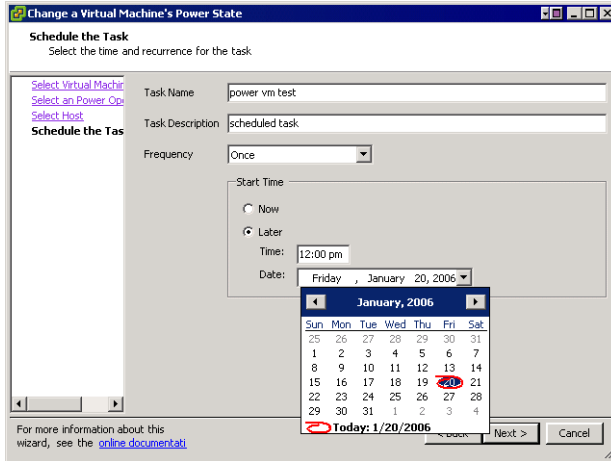 Change a Virtual Machine's Power State
Schedule the Task
Select the time and recurrence for the task
Select Virtual Machin
Select an Power Ope
Select Host
Schedule the Tas
Task Name power vm test
Task Description scheduled task
Frequency Once
Start Time
Now
Later
Time: 12:00 pm
Date: Friday , January 20, 2006
January, 2006
Sun Mon Tue Wed Thu Fri Sat
25 26 27 28 29 30 31
1 2 3 4 5 6 7
8 9 10 11 12 13 14
15 16 17 18 19 20 21
22 23 24 25 26 27 28
29 30 31 1 2 3 4
Today: 1/20/2006
For more information about this
wizard, see the online documentati
< Back Next > Cancel